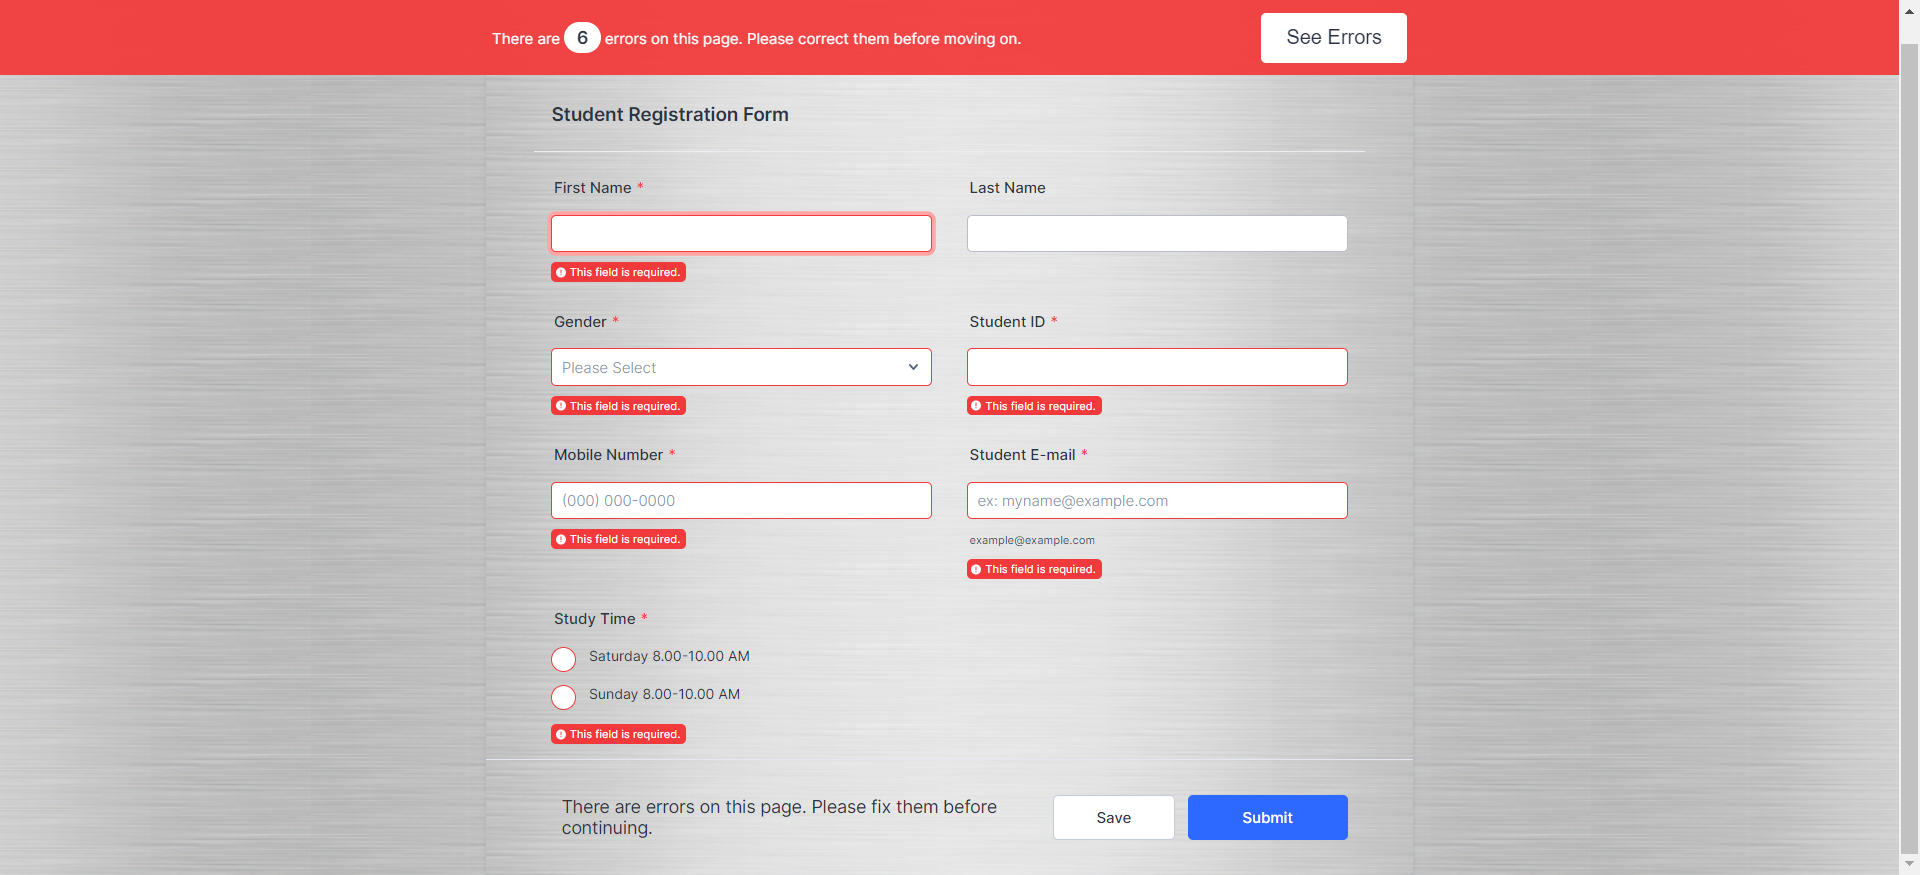 There are 6 errors on this page. Please correct them before moving on.
See Errors
Student Registration Form
First Name *
Last Name
This field is required.
Gender *
Student ID *
Please Select
This field is required.
This field is required.
Mobile Number *
Student E-mail *
(000) 000-0000
ex: myname@example.com
This field is required.
example@example.com
This field is required.
Study Time *
Saturday 8.00-10.00 AM
Sunday 8.00-10.00 AM
This field is required.
There are errors on this page. Please fix them before
continuing.
Save
Submit